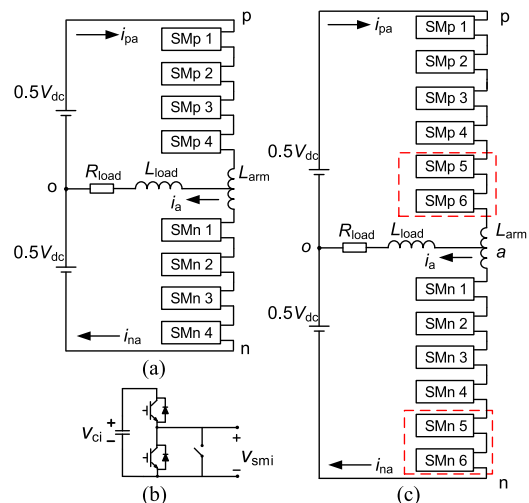 p
i_pa
SMp 1
SMp 2
SMp 3
SMp 4
0.5V_dc
o
R_load
L_load
L_arm
i_a
0.5V_dc
SMn 1
SMn 2
SMn 3
SMn 4
i_na
n
(a)
v_ci
+
−
+
v_smi
−
(b)
p
i_pa
SMp 1
SMp 2
SMp 3
SMp 4
SMp 5
SMp 6
0.5V_dc
o
R_load
L_load
L_arm
i_a
a
0.5V_dc
SMn 1
SMn 2
SMn 3
SMn 4
SMn 5
SMn 6
i_na
n
(c)